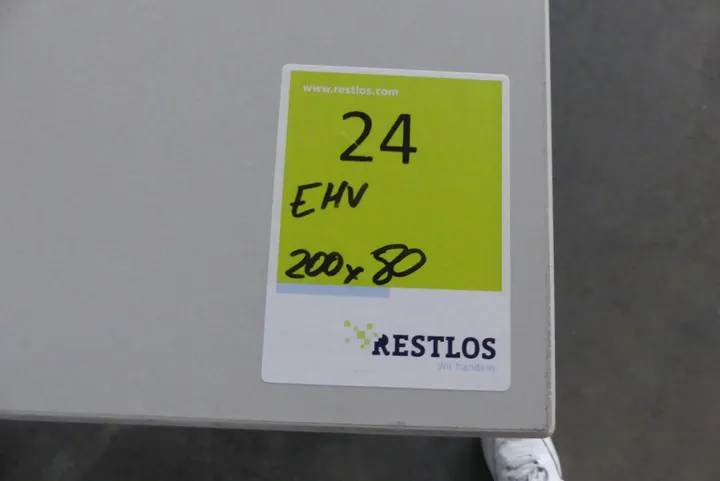 www.restlos.com
24
EHV
200x80
RESTLOS
Wir handeln